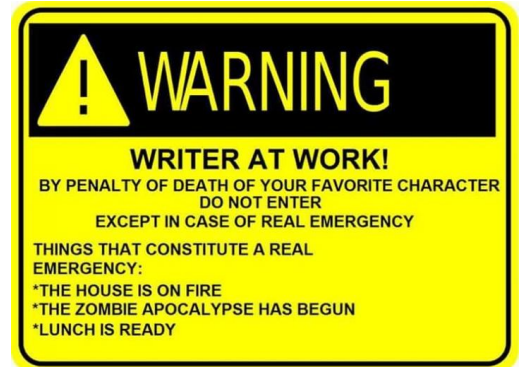 WARNING
WRITER AT WORK!
BY PENALTY OF DEATH OF YOUR FAVORITE CHARACTER
DO NOT ENTER
EXCEPT IN CASE OF REAL EMERGENCY
THINGS THAT CONSTITUTE A REAL
EMERGENCY:
*THE HOUSE IS ON FIRE
*THE ZOMBIE APOCALYPSE HAS BEGUN
*LUNCH IS READY